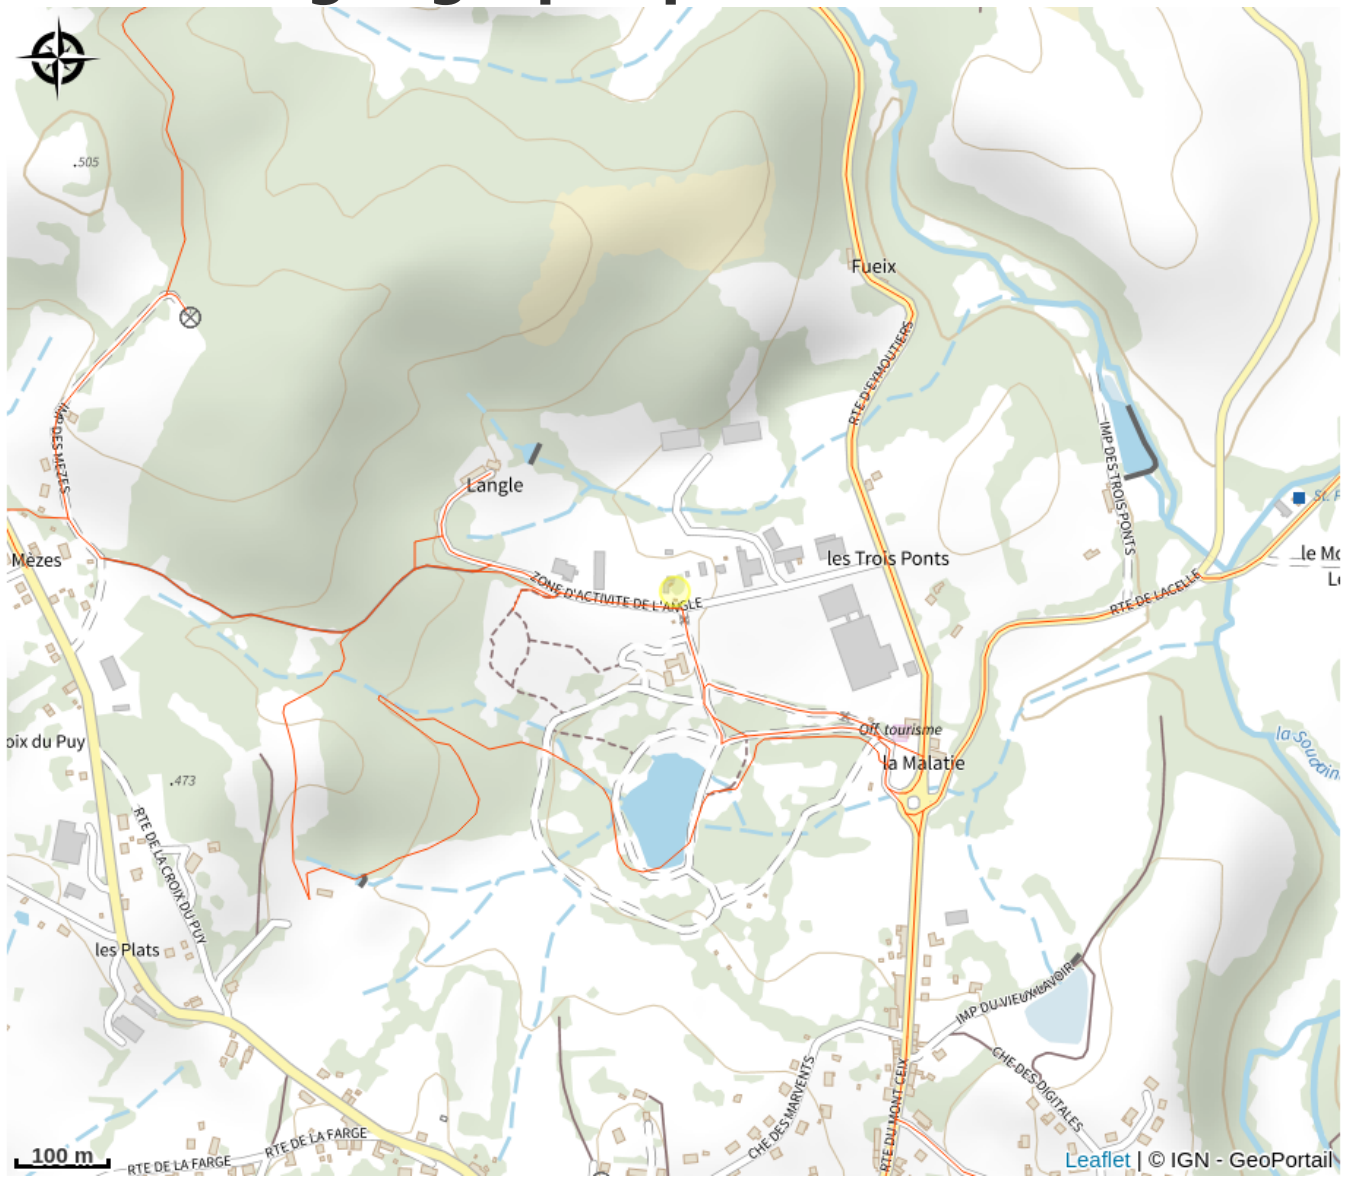 505
Fueix
RTE D'EYMOUTIERS
IMP DES MEZES
IMP DES TROIS PONTS
Langle
St.
Mèzes
les Trois Ponts
le Mo
ZONE D'ACTIVITE DE L'ANGLE
RTE DE LACELLE
Off. tourisme
oix du Puy
la Malatie
la Soudain
473
RTE DE LA CROIX DU PUY
les Plats
IMP DU VIEUX LAVOIR
CHE DES DIGITALES
CHE DES MARVENTS
RTE DU MONT CEIX
RTE DE LA FARGE
RTE DE LA FARGE
100 m
Leaflet | © IGN - GeoPortail